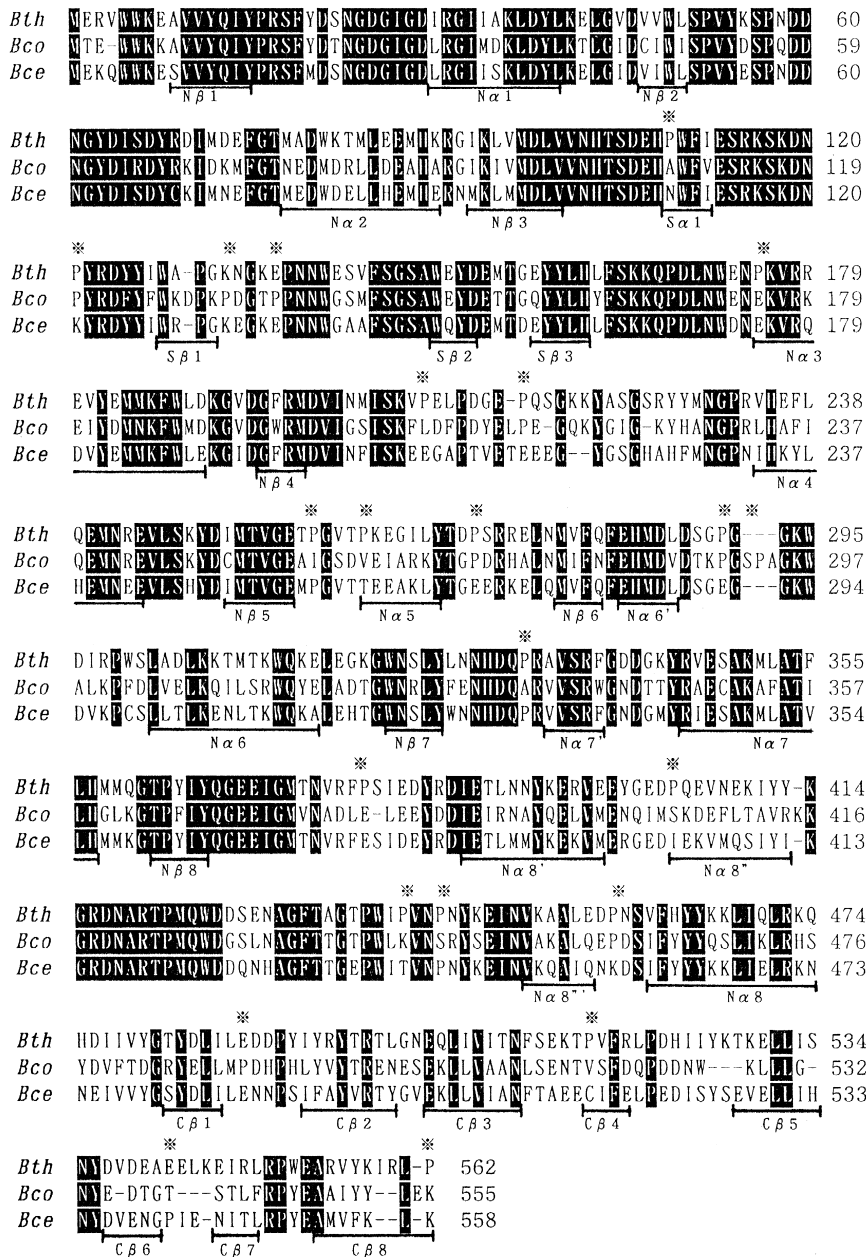 Bth MERVWWKEAVVYQIYPRSFYDSNGDGIGDIRGIIAKLDYLKELGVDVVWLSPVYKSPNDD 60
Bco MTE-WWKKAVVYQIYPRSFYDTNGDGIGDLRGIMDKLDYLKTLGIDCIWISPVYDSPQDD 59
Bce MEKQWWKESVVYQIYPRSFMDSNGDGIGDLRGIISKLDYLKELGIDVIWLSPVYESPNDD 60
Nβ1 Nα1 Nβ2
※
Bth NGYDISDYRDIMDEFGTMADWKTMLEEMHKRGIKLVMDLVVNHTSDEHPWFIESRKSKDN 120
Bco NGYDIRDYRKIDKMFGTNEDMDRLLDEAHARGIKIVMDLVVNHTSDEHAWFVESRKSKDN 119
Bce NGYDISDYCKIMNEFGTMEDWDELLHEMHERNMKLMMDLVVNHTSDEHNWFIESRKSKDN 120
Nα2 Nβ3 Sα1
※ ※ ※ ※
Bth PYRDYYIWA-PGKNGKEPNNWESVFSGSAWEYDEMTGEYYLHLFSKKQPDLNWENPKVRR 179
Bco PYRDFYFWKDPKPDGTPPNNWGSMFSGSAWEYDETTGQYYLHYFSKKQPDLNWENEKVRK 179
Bce KYRDYYIWR-PGKEGKEPNNWGAAFSGSAWQYDEMTDEYYLHLFSKKQPDLNWDNEKVRQ 179
Sβ1 Sβ2 Sβ3 Nα3
※ ※
Bth EVYEMMKFWLDKGVDGFRMDVINMISKVPELPDGE-PQSGKKYASGSRYYMNGPRVHEFL 238
Bco EIYDMNKFWMDKGVDGWRMDVIGSISKFLDFPDYELPE-GQKYGIG-KYHANGPRLHAFI 237
Bce DVYEMMKFWLEKGIDGFRMDVINFISKEEGAPTVETEEEG--YGSGHAHFMNGPNIHKYL 237
Nβ4 Nα4
※ ※ ※ ※ ※
Bth QEMNREVLSKYDIMTVGETPGVTPKEGILYTDPSRRELNMVFQFEHMDLDSGPG---GKW 295
Bco QEMNREVLSKYDCMTVGEAIGSDVEIARKYTGPDRHALNMIFNFEHMDVDTKPGSPAGKW 297
Bce HEMNEEVLSHYDIMTVGEMPGVTTEEAKLYTGEERKELQMVFQFEHMDLDSGEG---GKW 294
Nβ5 Nα5 Nβ6 Nα6'
※
Bth DIRPWSLADLKKTMTKWQKELEGKGWNSLYLNNHDQPRAVSRFGDDGKYRVESAKMLATF 355
Bco ALKPFDLVELKQILSRWQYELADTGWNRLYFENHDQARVVSRWGNDTTYRAECAKAFATI 357
Bce DVKPCSLLTLKENLTKWQKALEHTGWNSLYWNNHDQPRVVSRFGNDGMYRIESAKMLATV 354
Nα6 Nβ7 Nα7' Nα7
※ ※
Bth LHMMQGTPYIYQGEEIGMTNVRFPSIEDYRDIETLNNYKERVEEYGEDPQEVNEKIYY-K 414
Bco LHGLKGTPFIYQGEEIGMVNADLE-LEEYDDIEIRNAYQELVMENQIMSKDEFLTAVRKK 416
Bce LHMMKGTPYIYQGEEIGMTNVRFESIDEYRDIETLMMYKEKVMERGEDIEKVMQSIYI-K 413
Nβ8 Nα8' Nα8"
※ ※ ※
Bth GRDNARTPMQWDDSENAGFTAGTPWIPVNPNYKEINVKAALEDPNSVFHYYKKLIQLRKQ 474
Bco GRDNARTPMQWDGSLNAGFTTGTPWLKVNSRYSEINVAKALQEPDSIFYYYQSLIKLRHS 476
Bce GRDNARTPMQWDDQNHAGFTTGEPWITVNPNYKEINVKQAIQNKDSIFYYYKKLIELRKN 473
Nα8"' Nα8
※ ※
Bth HDIIVYGTYDLILEDDPYIYRYTRTLGNEQLIVITNFSEKTPVFRLPDHIIYKTKELLIS 534
Bco YDVFTDGRYELLMPDHPHLYVYTRENESEKLLVAANLSENTVSFDQPDDNW---KLLLG- 532
Bce NEIVVYGSYDLILENNPSIFAYVRTYGVEKLLVIANFTAEECIFELPEDISYSEVELLIH 533
Cβ1 Cβ2 Cβ3 Cβ4 Cβ5
※ ※
Bth NYDVDEAEELKEIRLRPWEARVYKIRL-P 562
Bco NYE-DTGT---STLFRPYEAAIYY--LEK 555
Bce NYDVENGPIE-NITLRPYEAMVFK--L-K 558
Cβ6 Cβ7 Cβ8